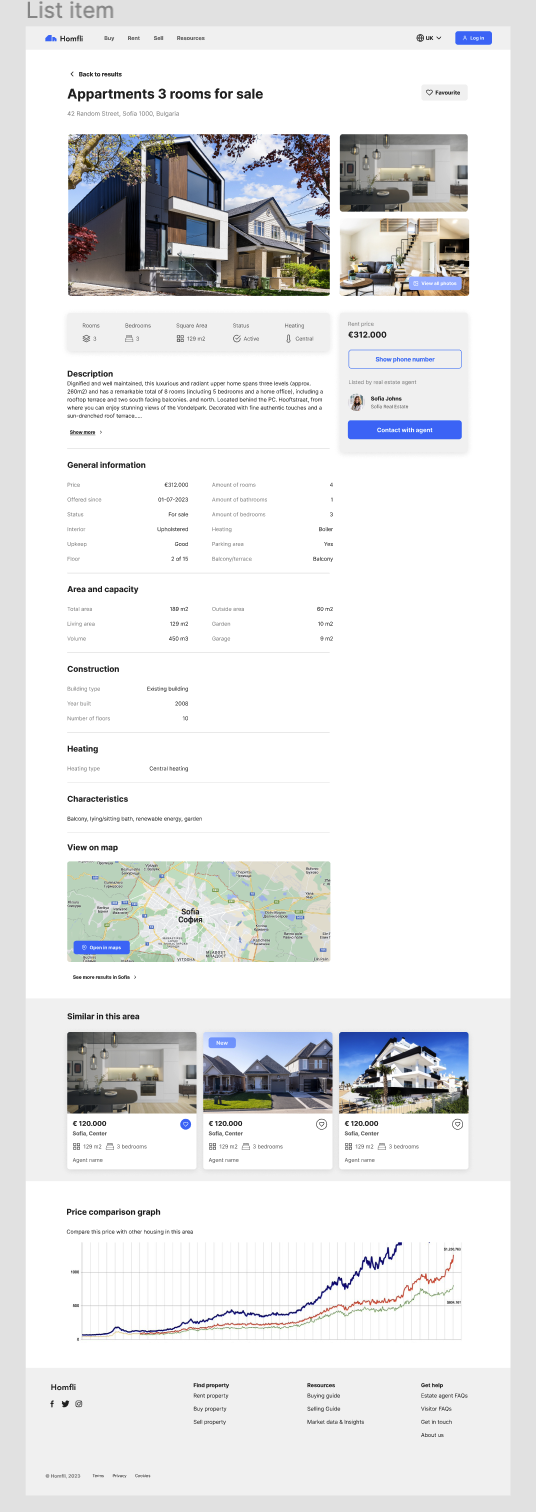 List item
Homfli
Buy Rent Sell Resources
UK
Log in
Back to results
Appartments 3 rooms for sale
Favourite
42 Random Street, Sofia 1000, Bulgaria
View all photos
Rooms Bedrooms Square Area Status Heating
3 3 129 m2 Active Central
Rent price
€312.000
Show phone number
Listed by real estate agent
Sofia Johns
Sofia RealEstate
Contact with agent
Description
Dignified and well maintained, this luxurious and radiant upper home spans three levels (approx.
260m2) and has a remarkable total of 8 rooms (including 5 bedrooms and a home office), including a
rooftop terrace and two south facing balconies, and north. Located behind the PC. Hooftstraat, from
where you can enjoy stunning views of the Vondelpark. Decorated with fine authentic touches and a
sun-drenched roof terrace.....
Show more
General information
Price €312.000 Amount of rooms 4
Offered since 01-07-2023 Amount of bathrooms 1
Status For sale Amount of bedrooms 3
Interior Upholstered Heating Boiler
Upkeep Good Parking area Yes
Floor 2 of 15 Balcony/terrace Balcony
Area and capacity
Total area 189 m2 Outside area 60 m2
Living area 129 m2 Garden 10 m2
Volume 450 m3 Garage 9 m2
Construction
Building type Existing building
Year built 2008
Number of floors 10
Heating
Heating type Central heating
Characteristics
Balcony, lying/sitting bath, renewable energy, garden
View on map
Sofia
София
МЛАДОСТ
VITOSHA
Open in maps
See more results in Sofia
Similar in this area
New
€ 120.000
Sofia, Center
129 m2 3 bedrooms
Agent name
€ 120.000
Sofia, Center
129 m2 3 bedrooms
Agent name
€ 120.000
Sofia, Center
129 m2 3 bedrooms
Agent name
Price comparison graph
Compare this price with other housing in this area
1000
500
0
Homfli
Find property
Rent property
Buy property
Sell property
Resources
Buying guide
Selling Guide
Market data & Insights
Get help
Estate agent FAQs
Visitor FAQs
Get in touch
About us
© Homfli, 2023 Terms Privacy Cookies